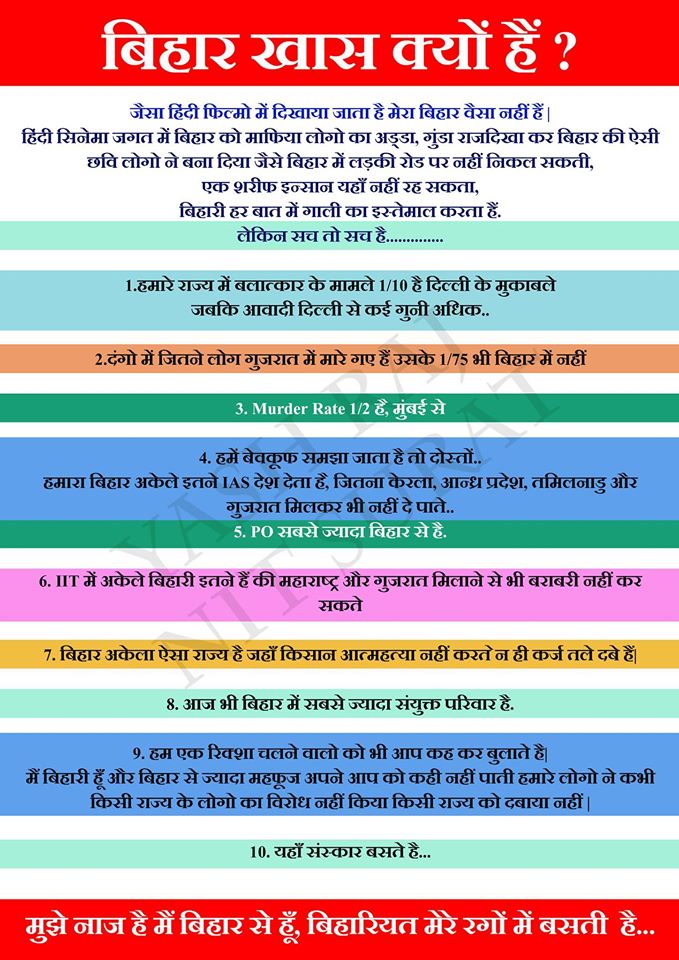 बिहार खास क्यों हैं ?
जैसा हिंदी फिल्मो में दिखाया जाता है मेरा बिहार वैसा नहीं हैं |
हिंदी सिनेमा जगत में बिहार को माफिया लोगो का अड्डा, गुंडा राजदिखा कर बिहार की ऐसी
छवि लोगो ने बना दिया जैसे बिहार में लड़की रोड पर नहीं निकल सकती,
एक शरीफ इन्सान यहाँ नहीं रह सकता,
बिहारी हर बात में गाली का इस्तेमाल करता हैं.
लेकिन सच तो सच है..............
1.हमारे राज्य में बलात्कार के मामले 1/10 है दिल्ली के मुकाबले
जबकि आवादी दिल्ली से कई गुनी अधिक..
2.दंगो में जितने लोग गुजरात में मारे गए हैं उसके 1/75 भी बिहार में नहीं
3. Murder Rate 1/2 है, मुंबई से
4. हमें बेवकूफ समझा जाता है तो दोस्तों..
हमारा बिहार अकेले इतने IAS देश देता है, जितना केरला, आन्ध्र प्रदेश, तमिलनाडु और
गुजरात मिलकर भी नहीं दे पाते..
5. PO सबसे ज्यादा बिहार से है.
6. IIT में अकेले बिहारी इतने हैं की महाराष्ट्र और गुजरात मिलाने से भी बराबरी नहीं कर
सकते
7. बिहार अकेला ऐसा राज्य है जहाँ किसान आत्महत्या नहीं करते न ही कर्ज तले दबे हैं|
8. आज भी बिहार में सबसे ज्यादा संयुक्त परिवार है.
9. हम एक रिक्शा चलने वालो को भी आप कह कर बुलाते है|
मैं बिहारी हूँ और बिहार से ज्यादा महफूज अपने आप को कही नहीं पाती हमारे लोगो ने कभी
किसी राज्य के लोगो का विरोध नहीं किया किसी राज्य को दबाया नहीं |
10. यहाँ संस्कार बसते है...
मुझे नाज है मैं बिहार से हूँ, बिहारियत मेरे रगों में बसती है...
YASH RAJ
NIT SURAT